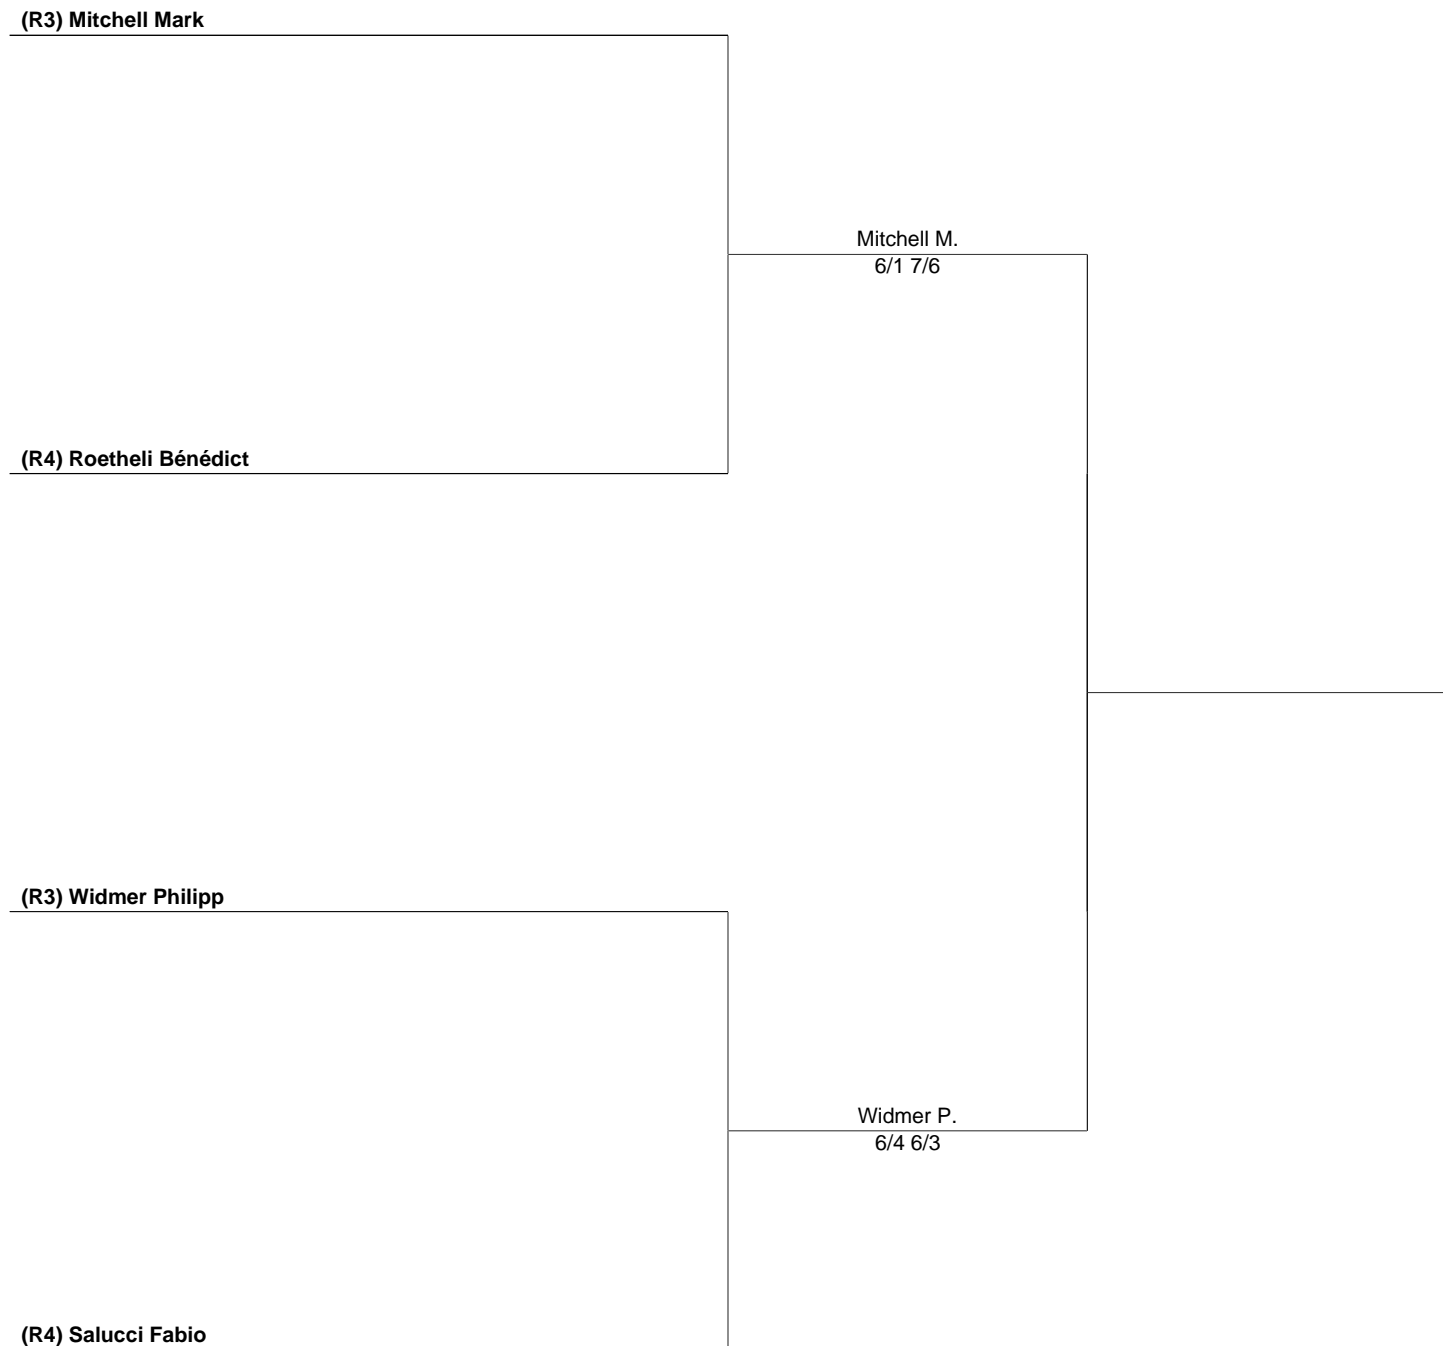 (R3) Mitchell Mark
Mitchell M.
6/1 7/6
(R4) Roetheli Bénédict
(R3) Widmer Philipp
Widmer P.
6/4 6/3
(R4) Salucci Fabio